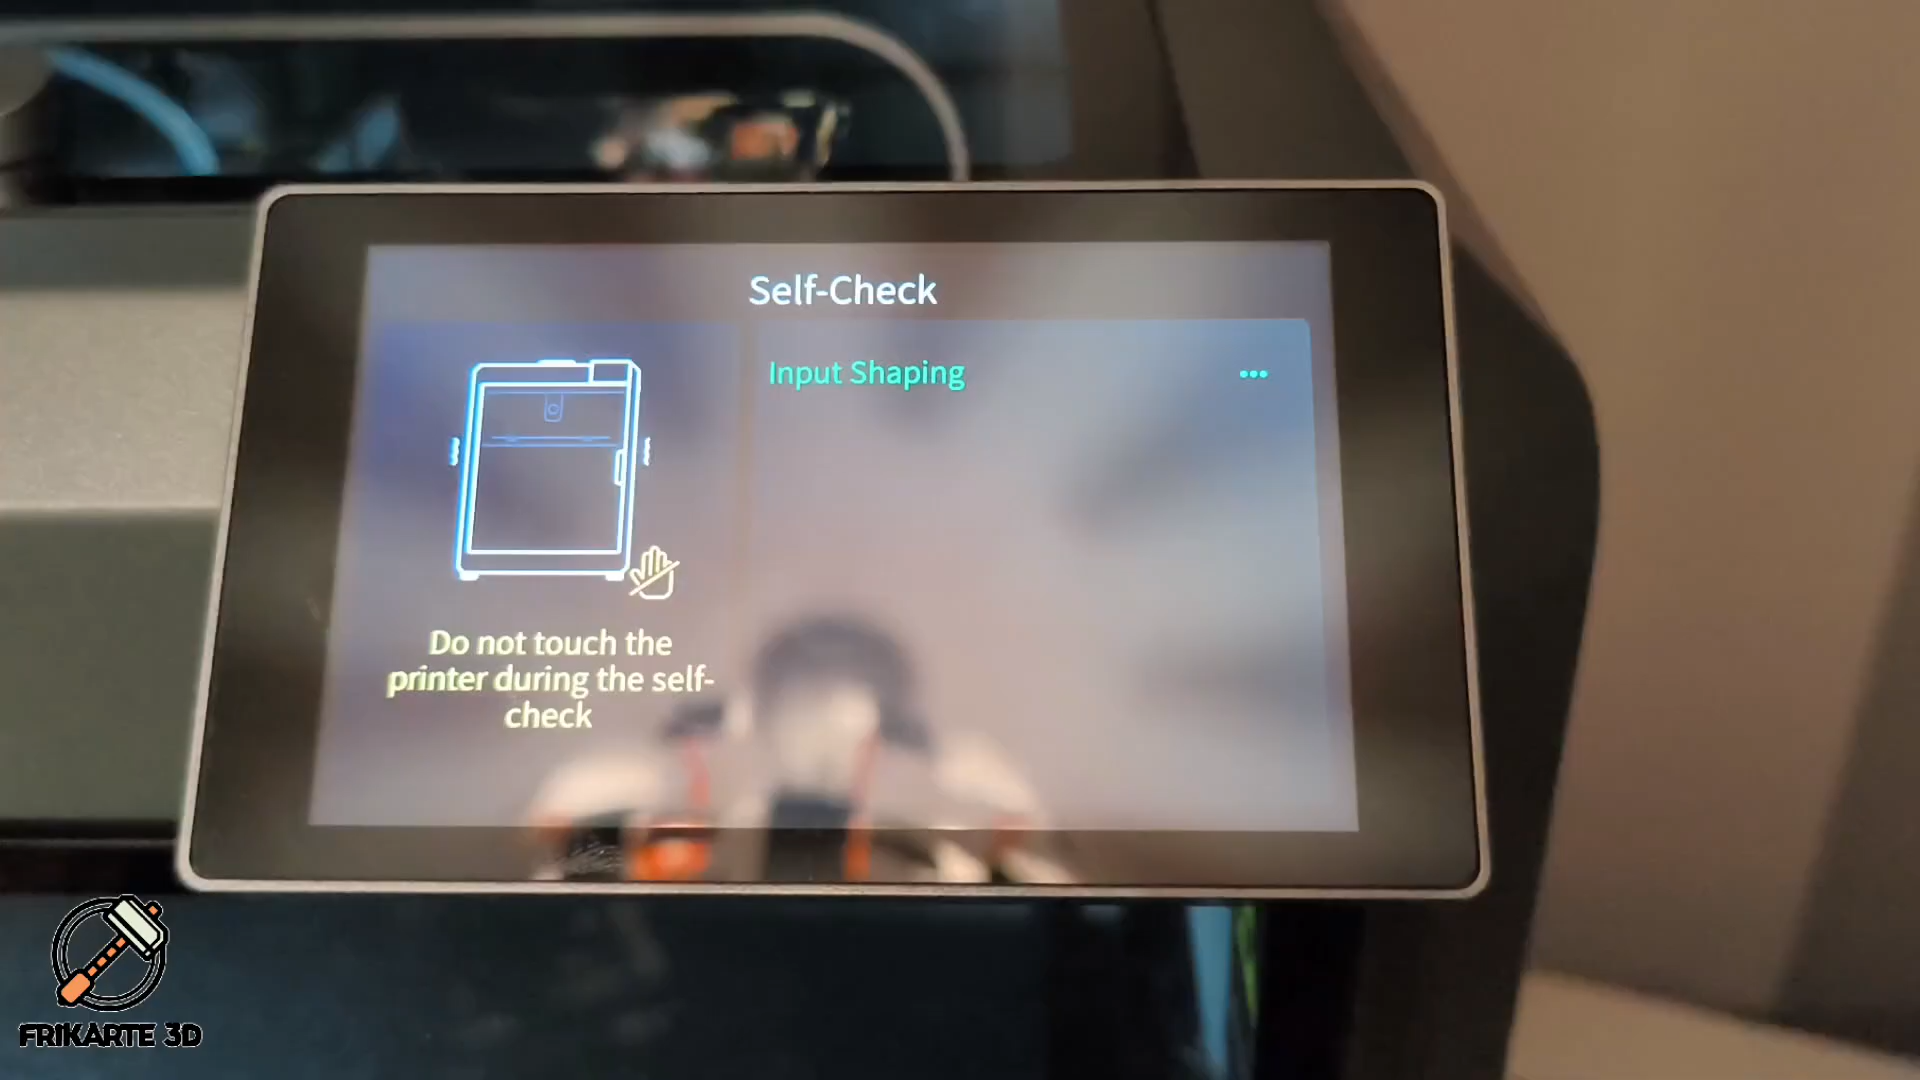 Self-Check
Input Shaping
Do not touch the
printer during the self-
check
FRIKARTE 3D